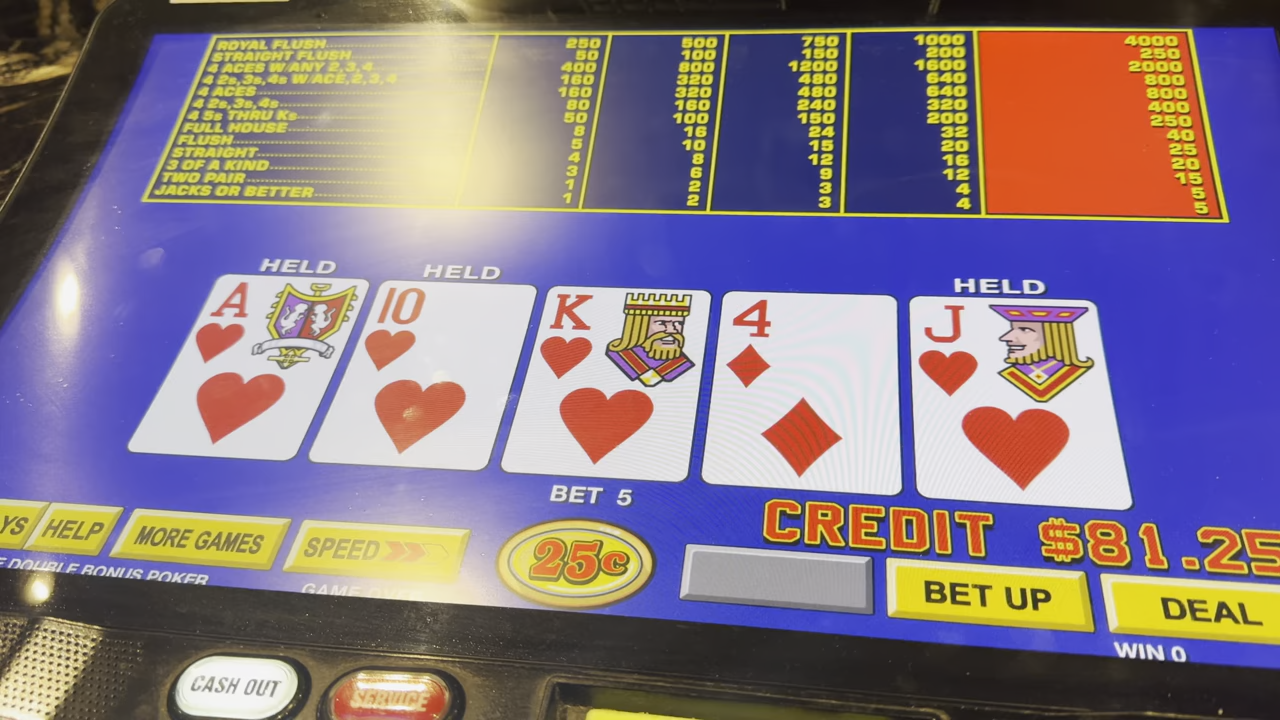 ROYAL FLUSH 250 500 750 1000 4000
STRAIGHT FLUSH 50 100 150 200 250
4 ACES W/ANY 2,3,4 400 800 1200 1600 2000
4 2s,3s,4s W/ACE,2,3,4 160 320 480 640 800
4 ACES 160 320 480 640 800
4 2s,3s,4s 80 160 240 320 400
4 5s THRU Ks 50 100 150 200 250
FULL HOUSE 8 16 24 32 40
FLUSH 5 10 15 20 25
STRAIGHT 4 8 12 16 20
3 OF A KIND 3 6 9 12 15
TWO PAIR 1 2 3 4 5
JACKS OR BETTER 1 2 3 4 5
HELD HELD HELD
A 10 K 4 J
BET 5
CREDIT $81.25
YS HELP MORE GAMES SPEED 25¢ BET UP DEAL
E DOUBLE BONUS POKER
WIN 0
CASH OUT SERVICE